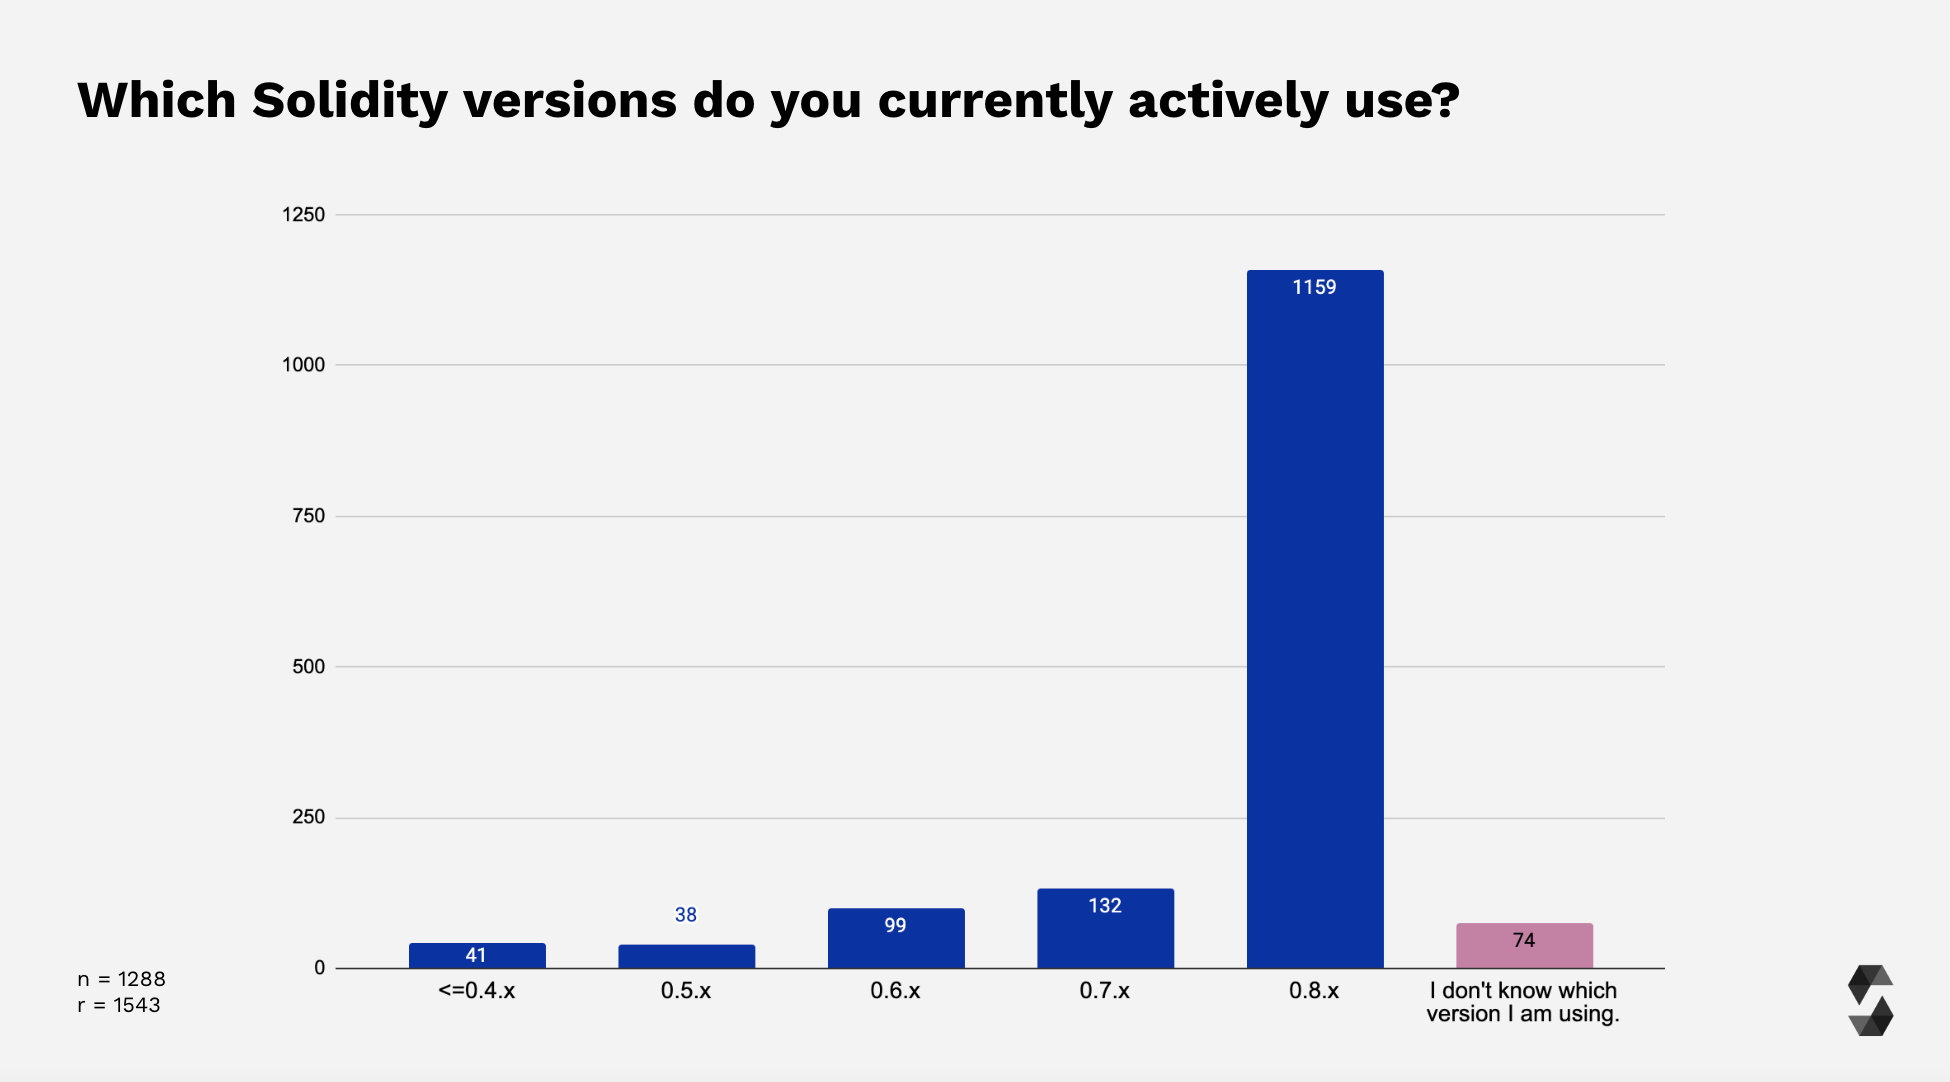 Which Solidity versions do you currently actively use?
1250
1000
750
500
250
0
41
38
99
132
1159
74
<=0.4.x
0.5.x
0.6.x
0.7.x
0.8.x
I don't know which
version I am using.
n = 1288
r = 1543